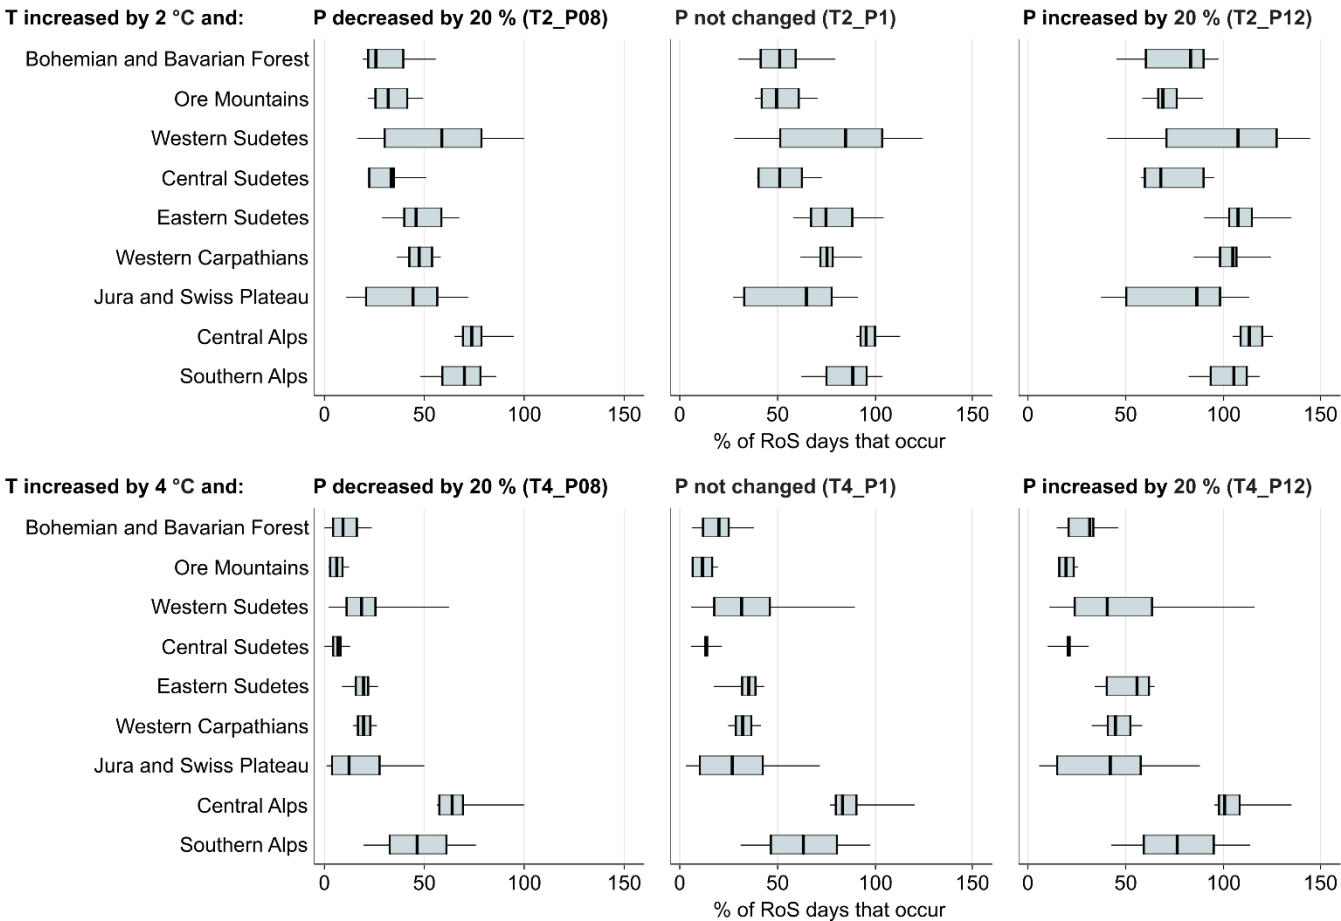 T increased by 2 °C and: P decreased by 20 % (T2_P08) P not changed (T2_P1) P increased by 20 % (T2_P12)
Bohemian and Bavarian Forest
Ore Mountains
Western Sudetes
Central Sudetes
Eastern Sudetes
Western Carpathians
Jura and Swiss Plateau
Central Alps
Southern Alps
0 50 100 150 0 50 100 150 0 50 100 150
% of RoS days that occur
T increased by 4 °C and: P decreased by 20 % (T4_P08) P not changed (T4_P1) P increased by 20 % (T4_P12)
Bohemian and Bavarian Forest
Ore Mountains
Western Sudetes
Central Sudetes
Eastern Sudetes
Western Carpathians
Jura and Swiss Plateau
Central Alps
Southern Alps
0 50 100 150 0 50 100 150 0 50 100 150
% of RoS days that occur